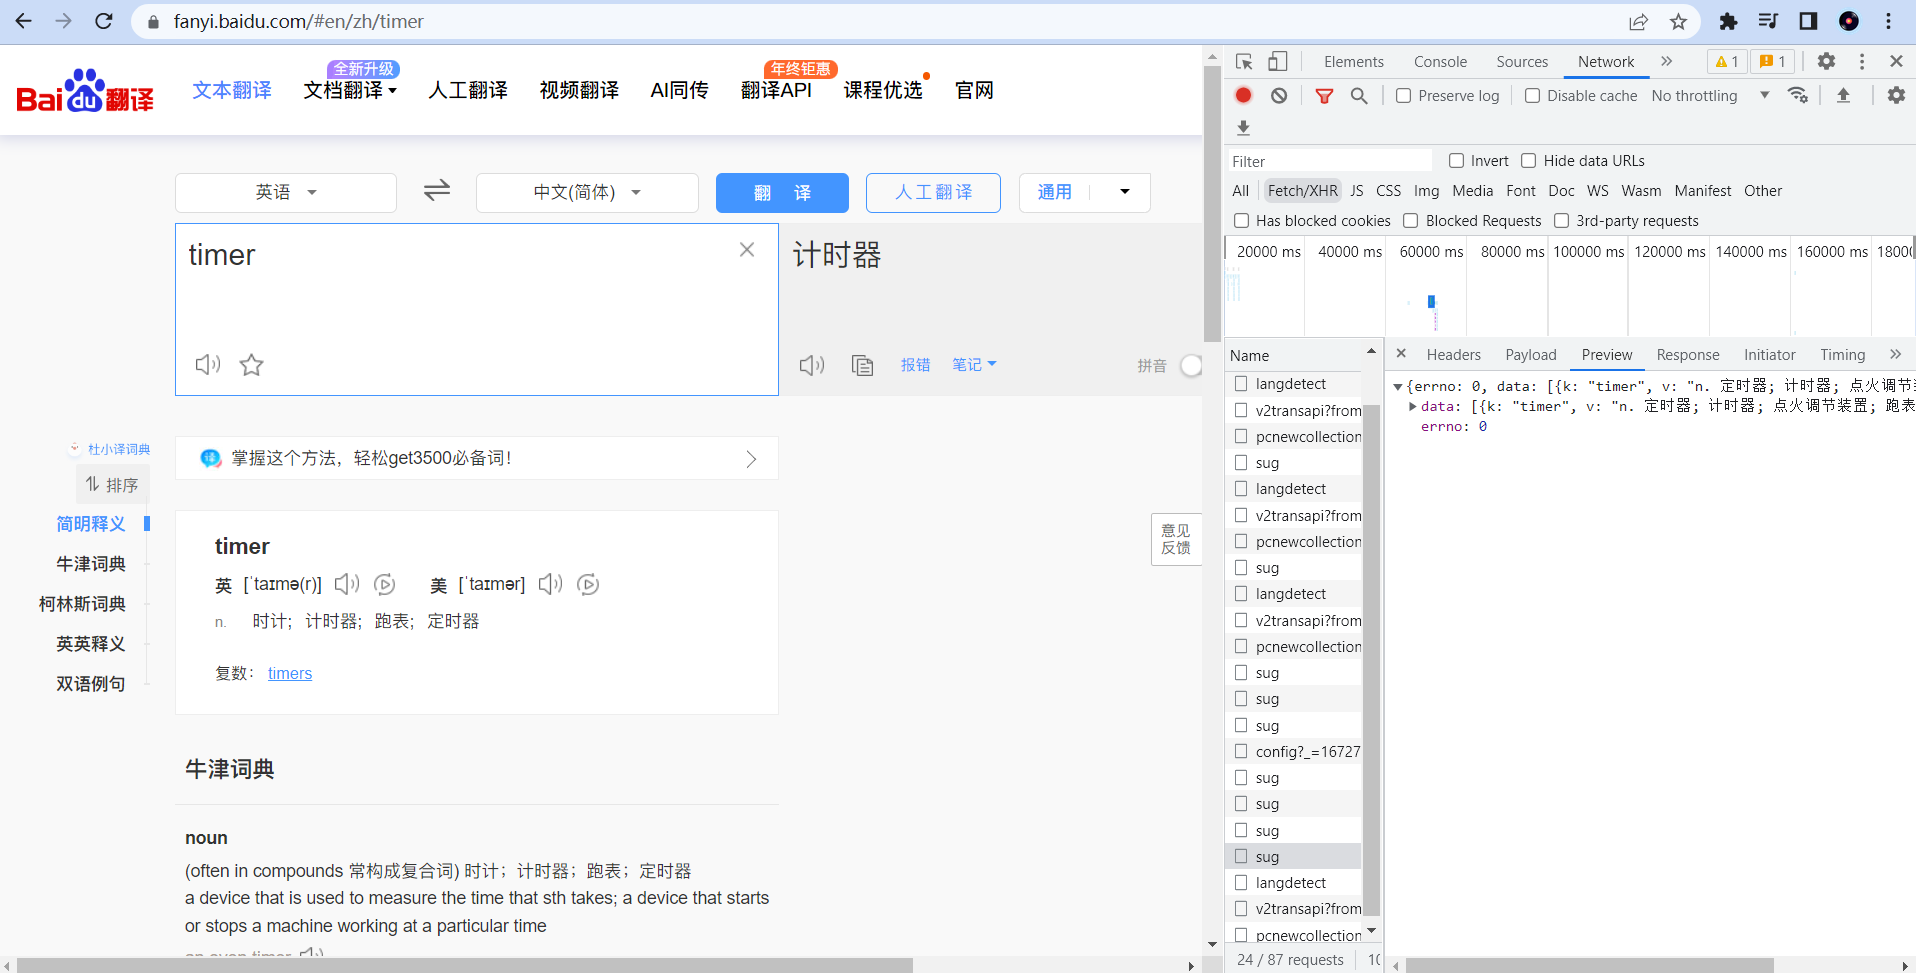 fanyi.baidu.com/#en/zh/timer
Baidu翻译
文本翻译
全新升级
文档翻译
人工翻译
视频翻译
AI同传
年终钜惠
翻译API
课程优选
官网
英语
中文(简体)
翻 译
人工翻译
通用
timer
计时器
报错
笔记
拼音
杜小译词典
排序
简明释义
牛津词典
柯林斯词典
英英释义
双语例句
译
掌握这个方法，轻松get3500必备词！
意见
反馈
timer
英 [ˈtaɪmə(r)] 美 [ˈtaɪmər]
n. 时计； 计时器； 跑表； 定时器
复数： timers
牛津词典
noun
(often in compounds 常构成复合词) 时计；计时器；跑表；定时器
a device that is used to measure the time that sth takes; a device that starts
or stops a machine working at a particular time
an oven timer
Elements Console Sources Network 1 1
Preserve log Disable cache No throttling
Filter Invert Hide data URLs
All Fetch/XHR JS CSS Img Media Font Doc WS Wasm Manifest Other
Has blocked cookies Blocked Requests 3rd-party requests
20000 ms 40000 ms 60000 ms 80000 ms 100000 ms 120000 ms 140000 ms 160000 ms 1800
Name
langdetect
v2transapi?from
pcnewcollection
sug
langdetect
v2transapi?from
pcnewcollection
sug
langdetect
v2transapi?from
pcnewcollection
sug
sug
sug
config?_=16727
sug
sug
sug
sug
langdetect
v2transapi?from
pcnewcollection
24 / 87 requests 10
Headers Payload Preview Response Initiator Timing
{errno: 0, data: [{k: "timer", v: "n. 定时器; 计时器; 点火调节
data: [{k: "timer", v: "n. 定时器; 计时器; 点火调节装置; 跑表
errno: 0